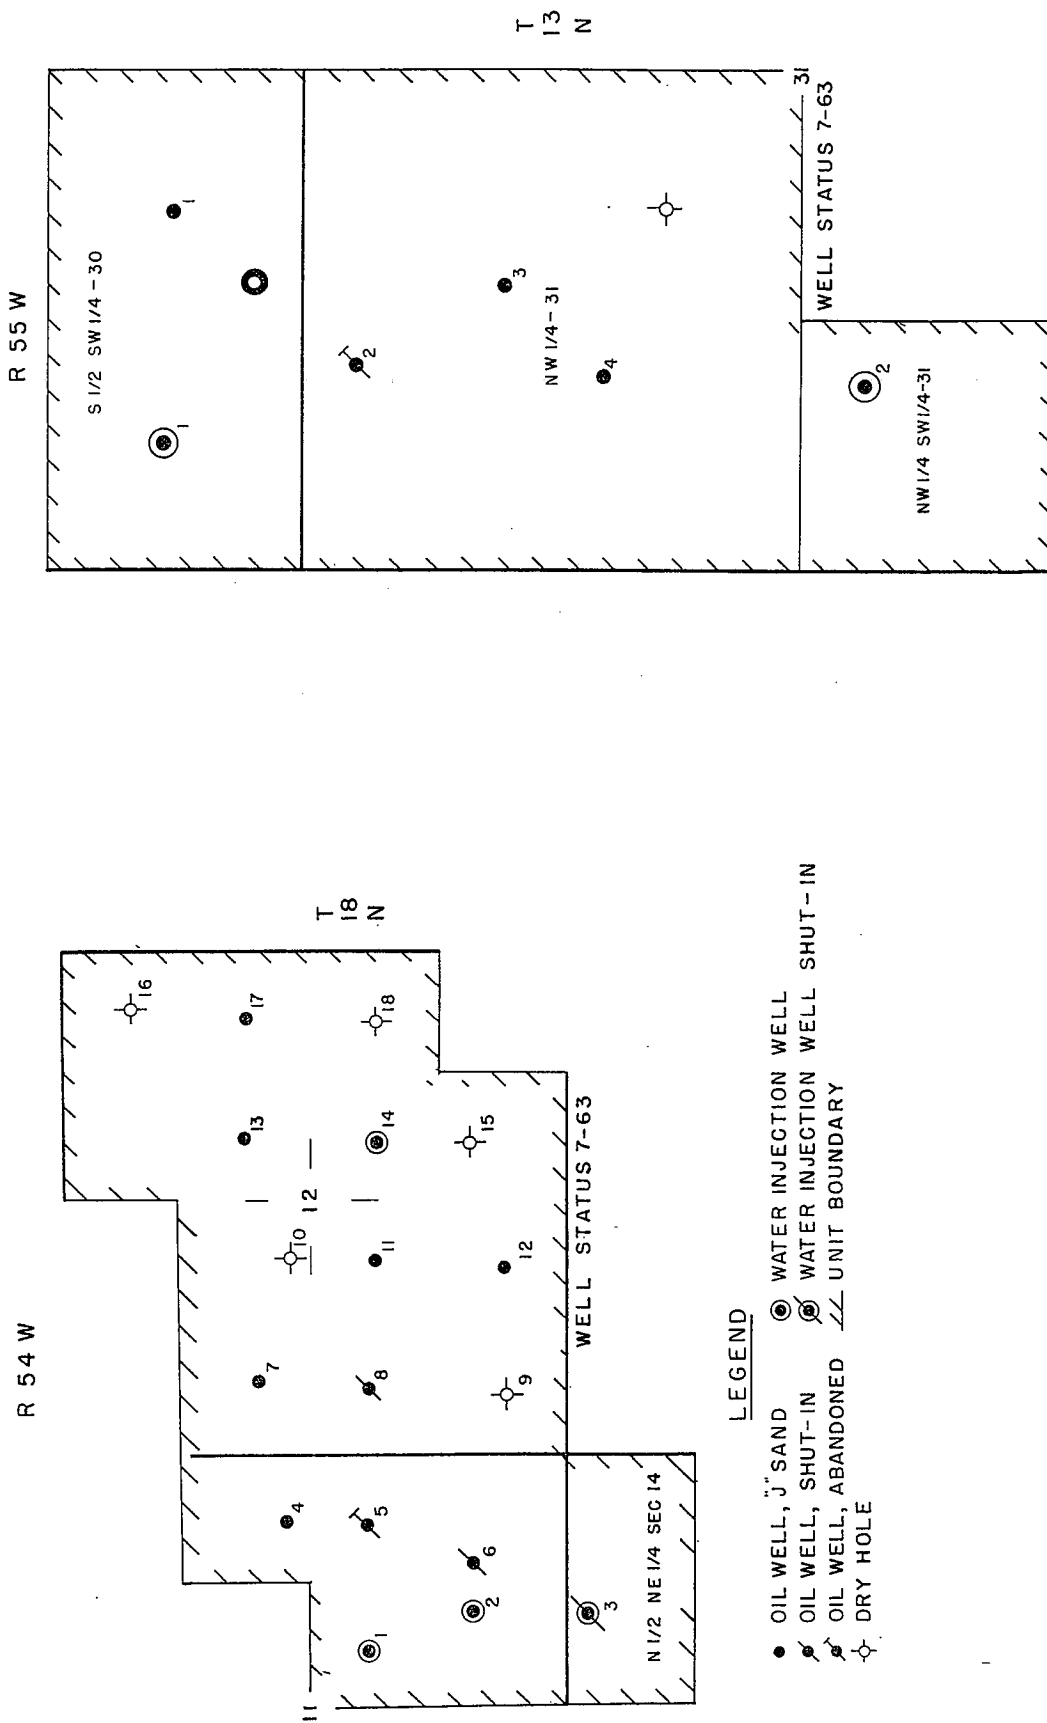 R 54 W
T
18
N
16
17
18
13
14
15
12
10
11
12
7
8
9
4
5
6
1
2
3
11
N 1/2 NE 1/4 SEC 14
WELL STATUS 7-63
R 55 W
T
13
N
S 1/2 SW 1/4 - 30
1
1
2
3
4
NW 1/4 - 31
31
WELL STATUS 7-63
2
NW 1/4 SW 1/4-31
LEGEND
OIL WELL, "J" SAND
OIL WELL, SHUT-IN
OIL WELL, ABANDONED
DRY HOLE
WATER INJECTION WELL
WATER INJECTION WELL SHUT-IN
UNIT BOUNDARY